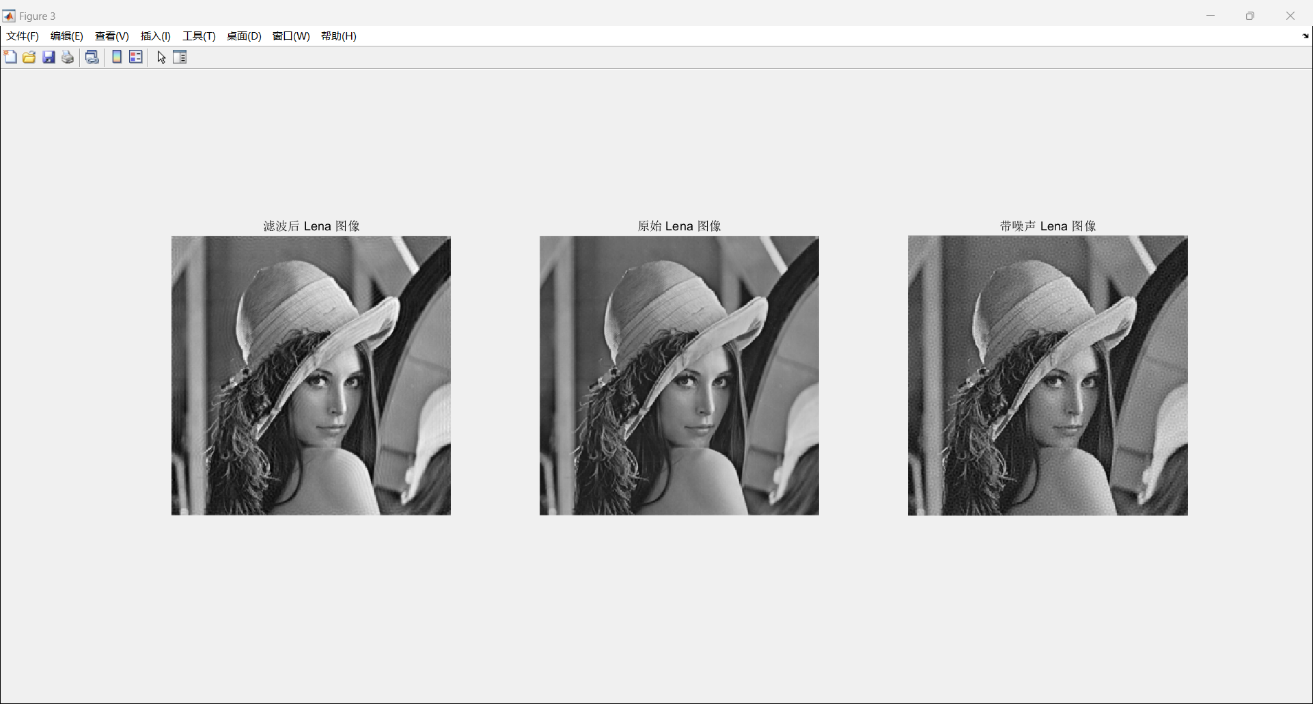 Figure 3
文件(F) 编辑(E) 查看(V) 插入(I) 工具(T) 桌面(D) 窗口(W) 帮助(H)
滤波后 Lena 图像
原始 Lena 图像
带噪声 Lena 图像